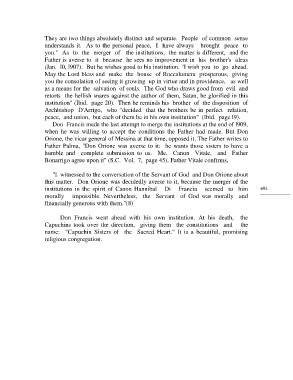 They are two things absolutely distinct and separate. People of common sense
understands it. As to the personal peace, I have always brought peace to
you." As to the merger of the institutions, the matter is different, and the
Father is averse to it because he sees no improvement in his brother's ideas
(Jan. 10, 1907). But he wishes good to his institution. "I wish you to go ahead.
May the Lord bless and make the house of Roccalumera prosperous, giving
you the consolation of seeing it growing up in virtue and in providence, as well
as a means for the salvation of souls. The God who draws good from evil and
retorts the hellish snares against the author of them, Satan, be glorified in this
institution" (Ibid. page 20). Then he reminds his brother of the disposition of
Archbishop D'Arrigo, who "decided that the brothers be in perfect relation,
peace, and union, but each of them be in his own institution" (Ibid. page19).
Don Francis made the last attempt to merge the institutions at the end of 1909,
when he was willing to accept the conditions the Father had made. But Don
Orione, the vicar general of Messina at that time, opposed it. The Father writes to
Father Palma, "Don Orione was averse to it: he wants those sisters to have a
humble and complete submission to us. Me, Canon Vitale, and Father
Bonarrigo agree upon it" (S.C. Vol. 7, page 45). Father Vitale confirms,
"I witnessed to the conversation of the Servant of God and Don Orione about
this matter. Don Orione was decidedly averse to it, because the merger of the
institutions in the spirit of Canon Hannibal Di Francia seemed to him
morally impossible. Nevertheless, the Servant of God was morally and
financially generous with them."(8)
Don Francis went ahead with his own institution. At his death, the
Capuchins took over the direction, giving them the constitutions and the
name: "Capuchin Sisters of the Sacred Heart." It is a beautiful, promising
religious congregation.